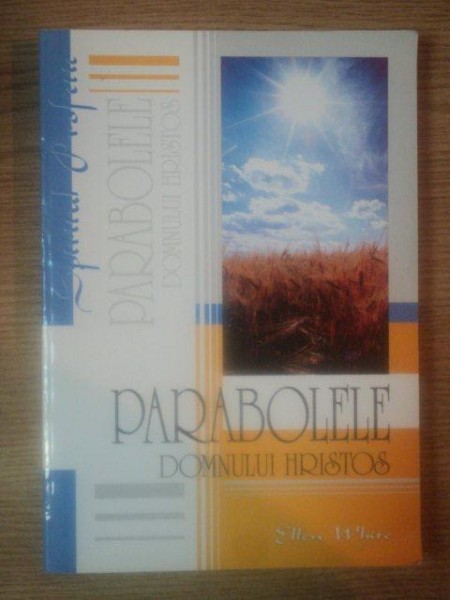 PARABOLELE
DOMNULUI HRISTOS
PARABOLELE
DOMNULUI HRISTOS
Ellen White